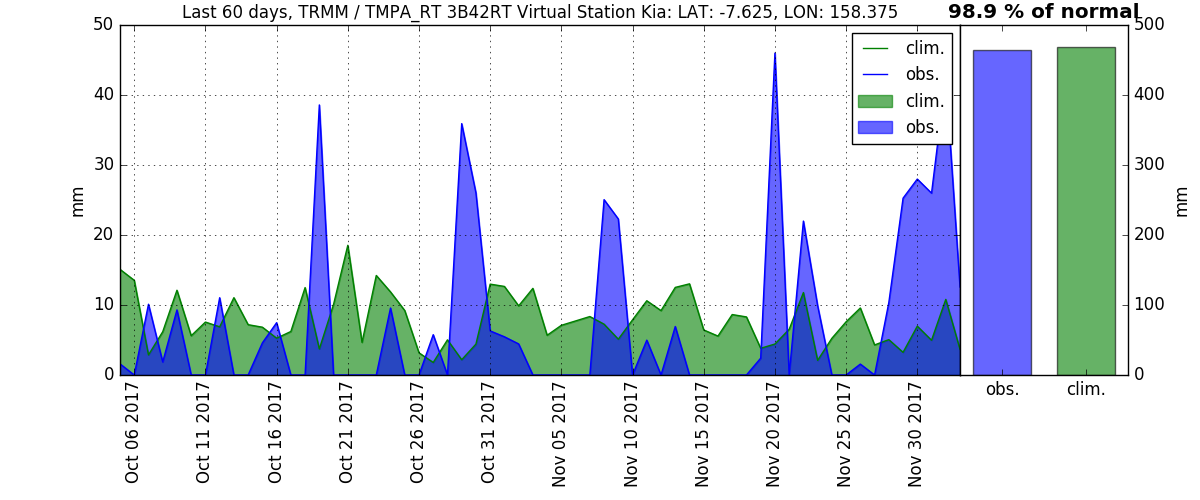 Last 60 days, TRMM / TMPA_RT 3B42RT Virtual Station Kia: LAT: -7.625, LON: 158.375
98.9 % of normal
50
40
30
20
10
0
mm
clim.
obs.
clim.
obs.
500
400
300
200
100
0
mm
Oct 06 2017
Oct 11 2017
Oct 16 2017
Oct 21 2017
Oct 26 2017
Oct 31 2017
Nov 05 2017
Nov 10 2017
Nov 15 2017
Nov 20 2017
Nov 25 2017
Nov 30 2017
obs.
clim.